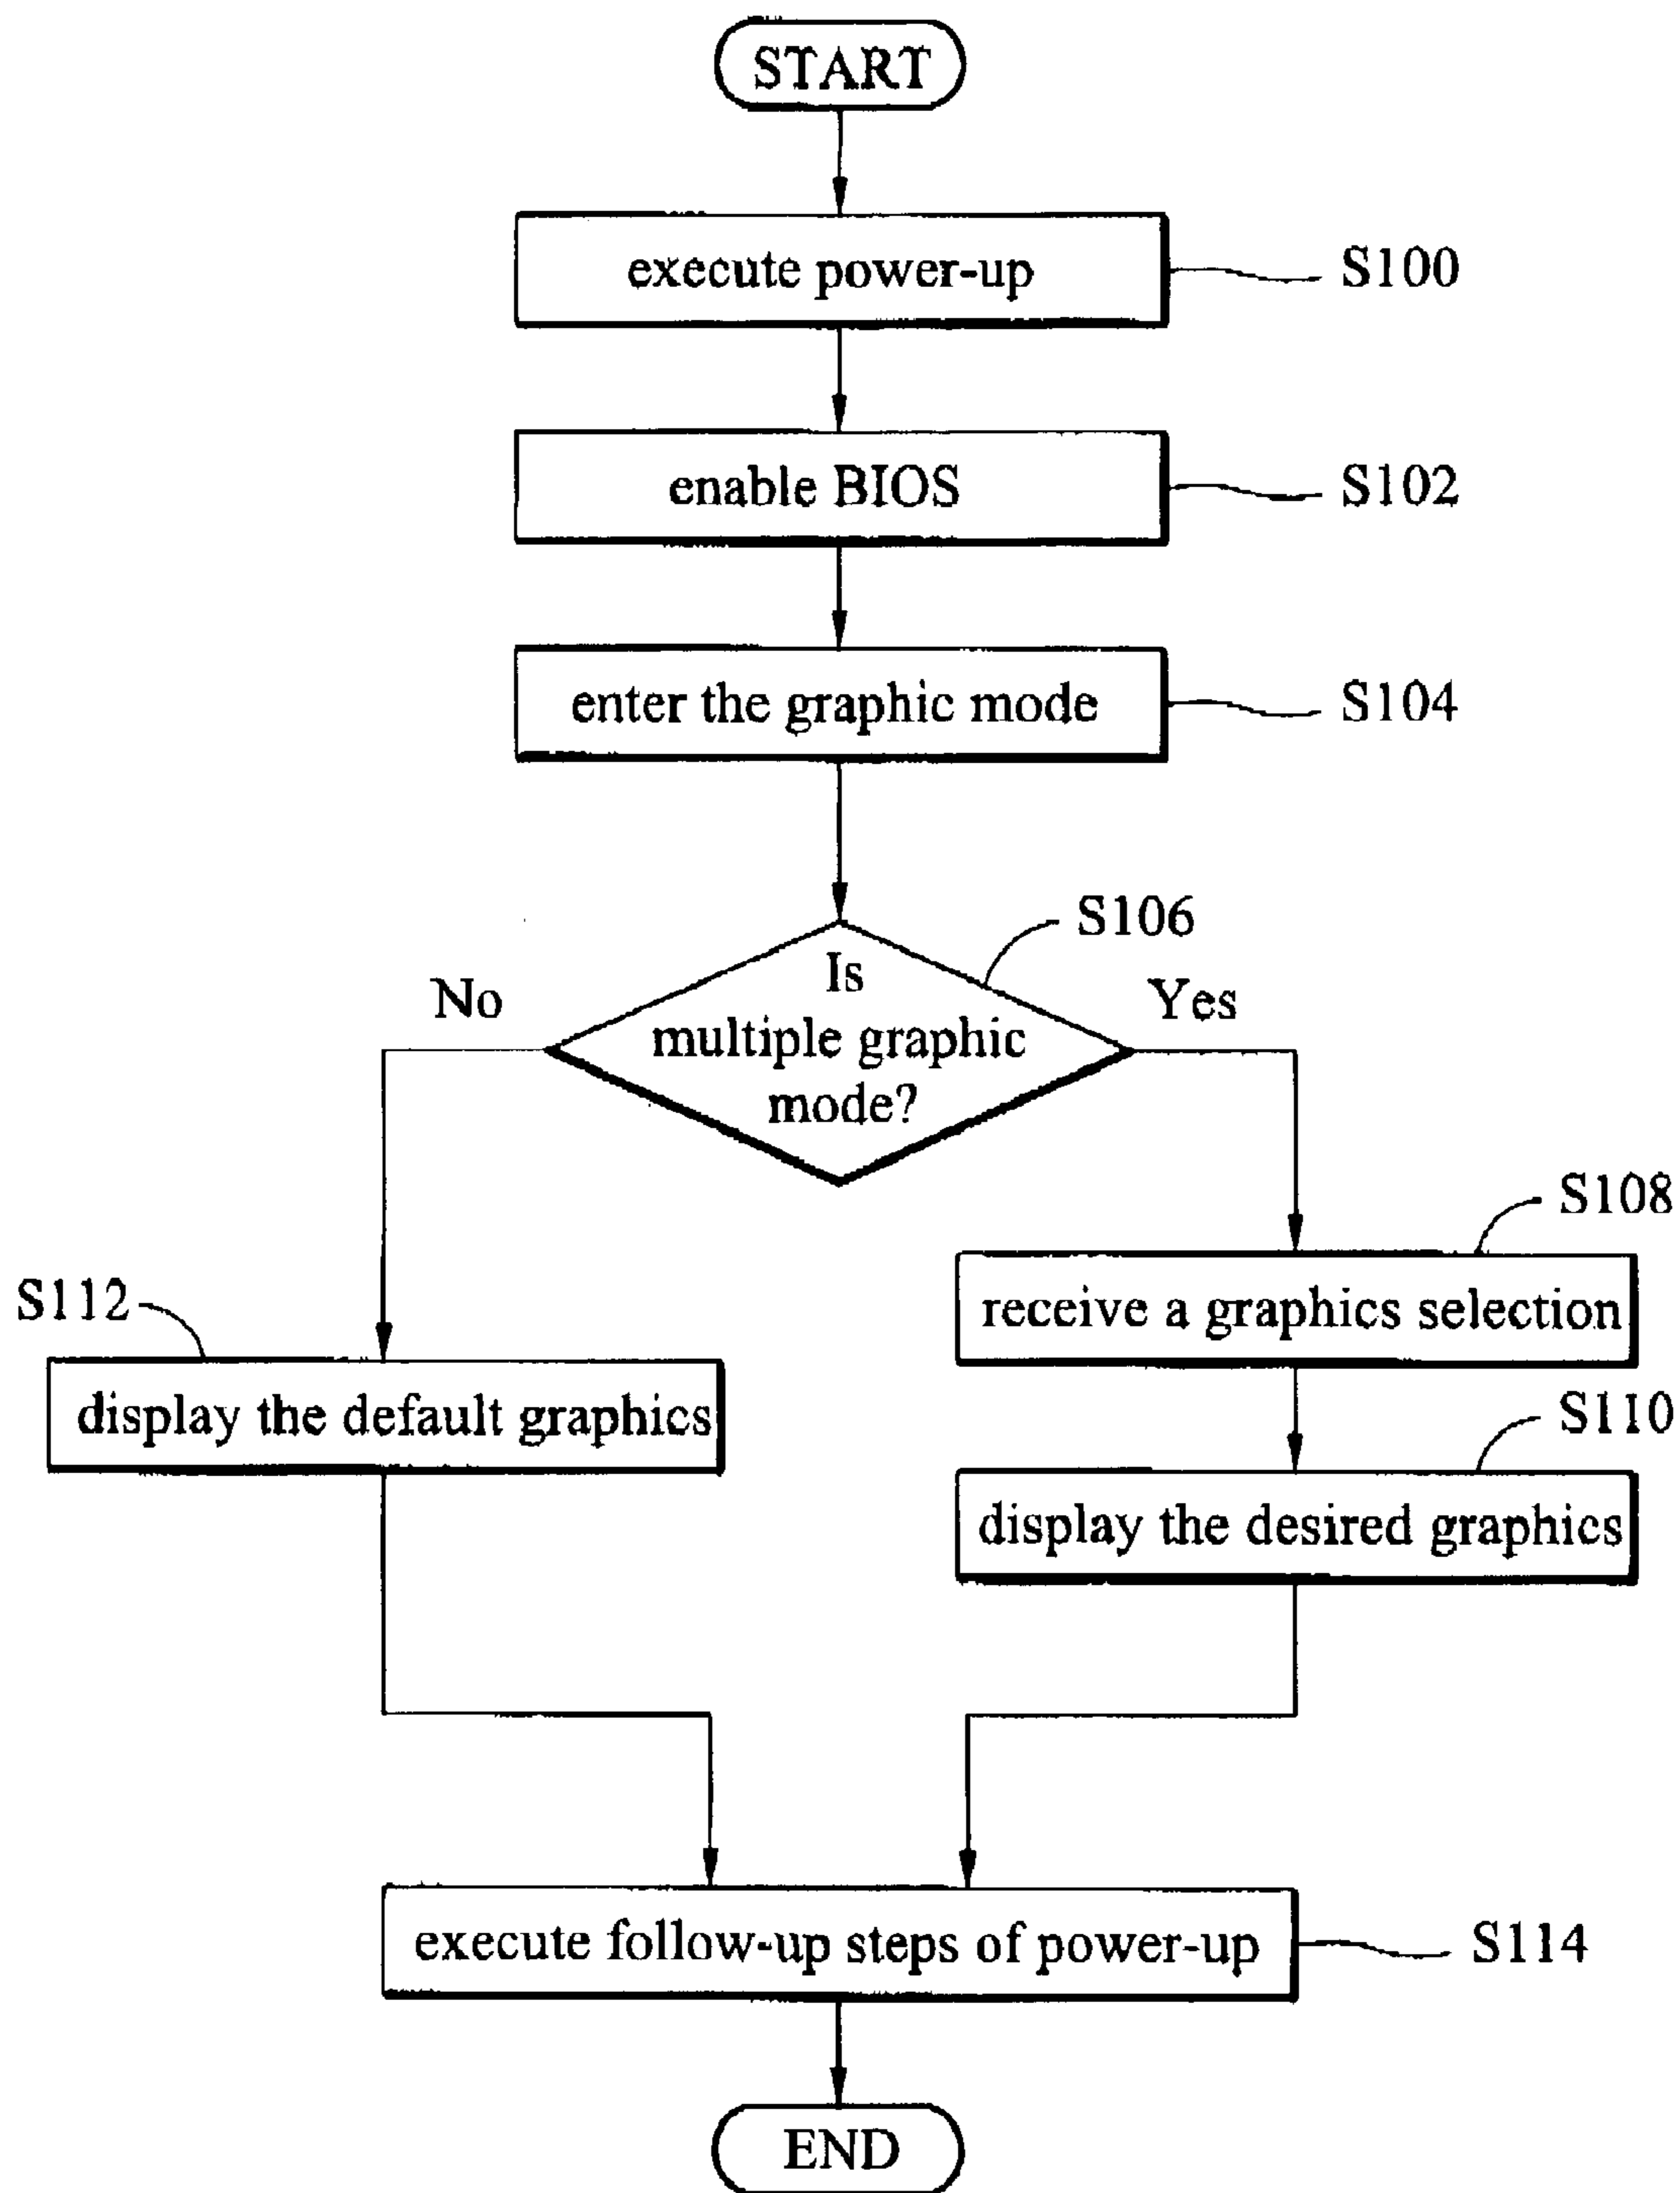 START
execute power-up
S100
enable BIOS
S102
enter the graphic mode
S104
S106
No
Is
multiple graphic
mode?
Yes
S108
receive a graphics selection
S112
display the default graphics
S110
display the desired graphics
execute follow-up steps of power-up
S114
END